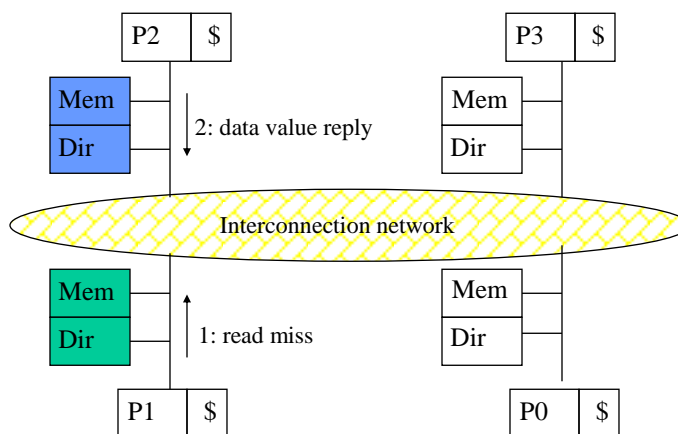 P2 $
P3 $
Mem
Dir
2: data value reply
Mem
Dir
Interconnection network
Mem
Dir
1: read miss
Mem
Dir
P1 $
P0 $